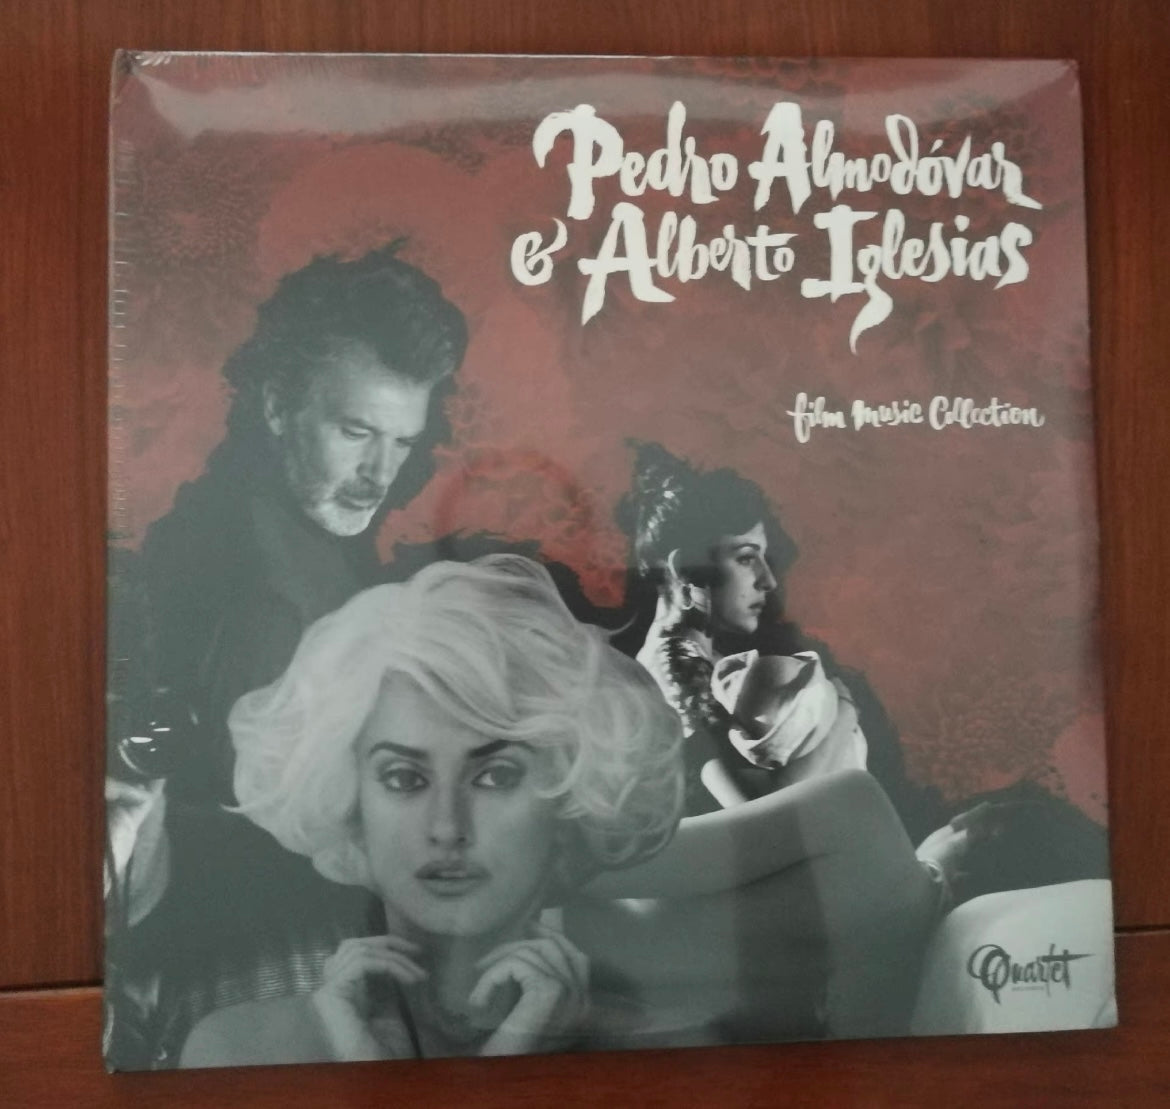 Pedro Almodóvar
& Alberto Iglesias
film music Collection
Quartet